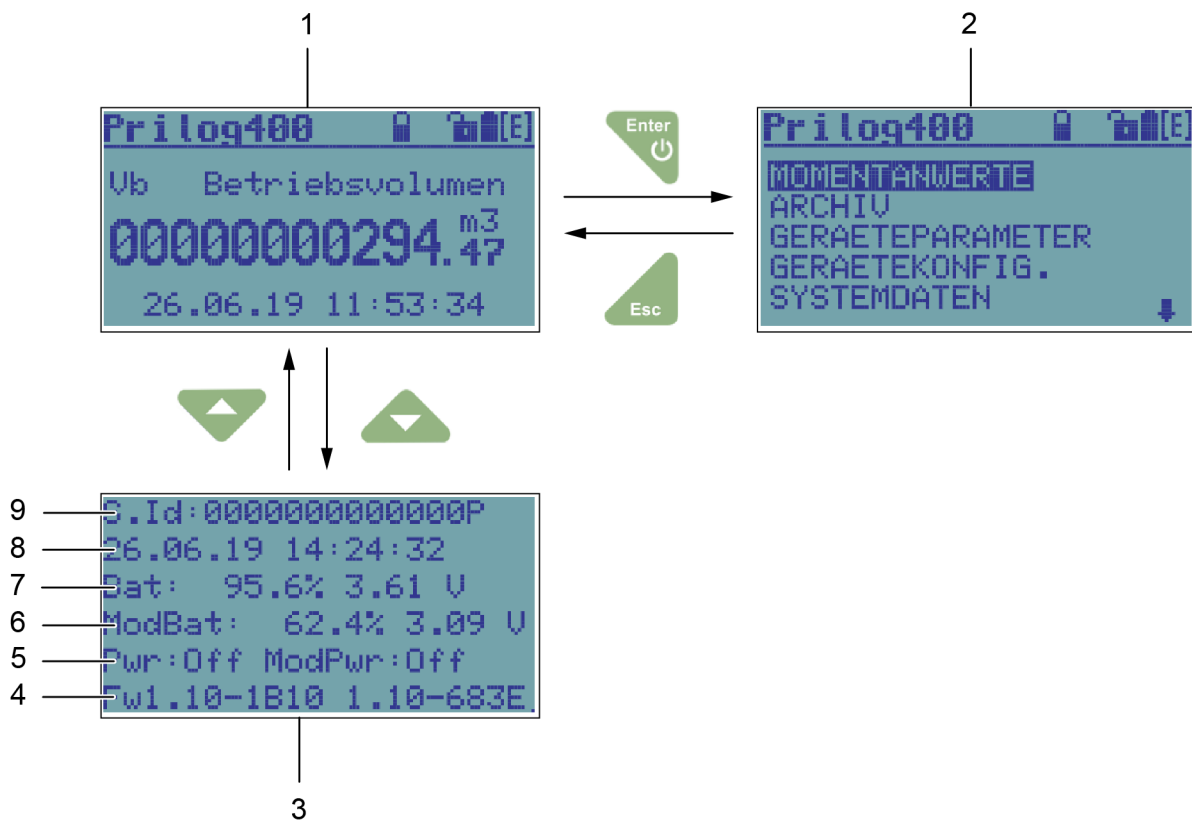 1
2
Prilog400 [E]
Vb Betriebsvolumen
00000000294.47 m3
26.06.19 11:53:34
Enter
Esc
Prilog400 [E]
MOMENTANWERTE
ARCHIV
GERAETEPARAMETER
GERAETEKONFIG.
SYSTEMDATEN
9
S.Id:0000000000000P
8
26.06.19 14:24:32
7
Bat: 95.6% 3.61 V
6
ModBat: 62.4% 3.09 V
5
Pwr:Off ModPwr:Off
4
Fw1.10-1B10 1.10-683E
3